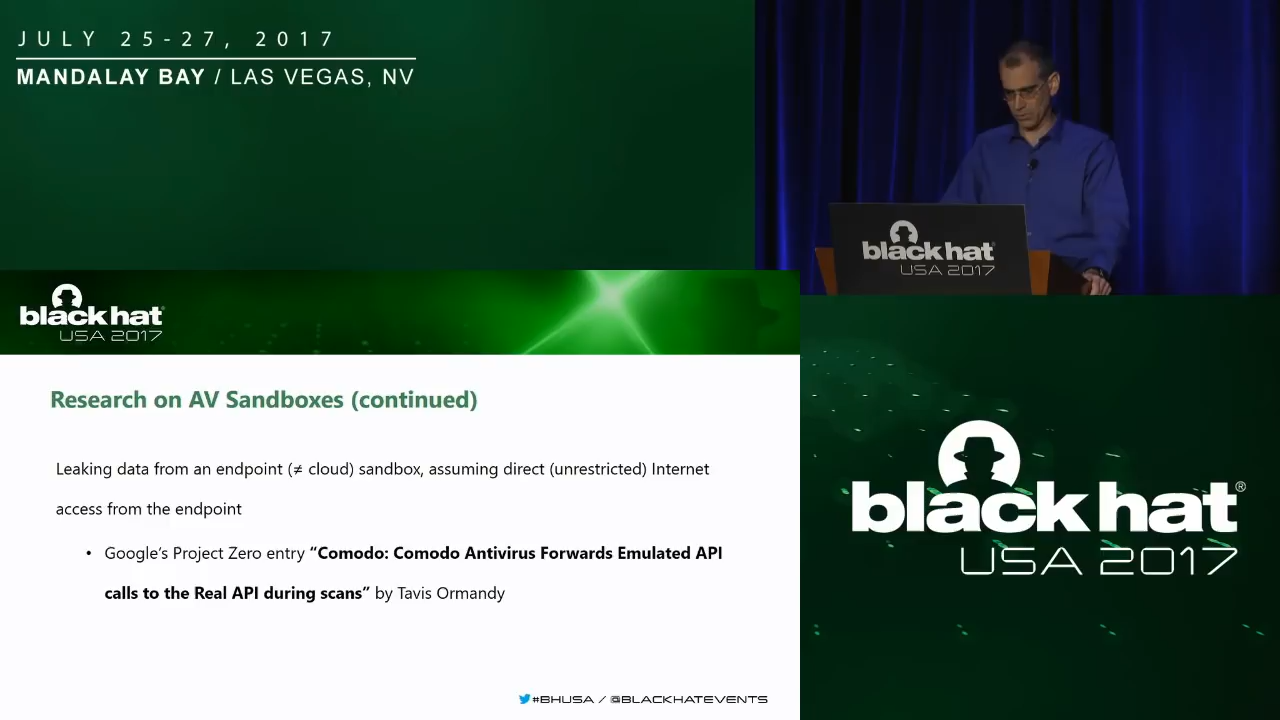 JULY 25-27, 2017
MANDALAY BAY / LAS VEGAS, NV
black hat
USA 2017
black hat®
USA 2017
Research on AV Sandboxes (continued)
Leaking data from an endpoint (≠ cloud) sandbox, assuming direct (unrestricted) Internet
access from the endpoint
• Google’s Project Zero entry “Comodo: Comodo Antivirus Forwards Emulated API
calls to the Real API during scans” by Tavis Ormandy
#BHUSA / @BLACKHATEVENTS
black hat®
USA 2017